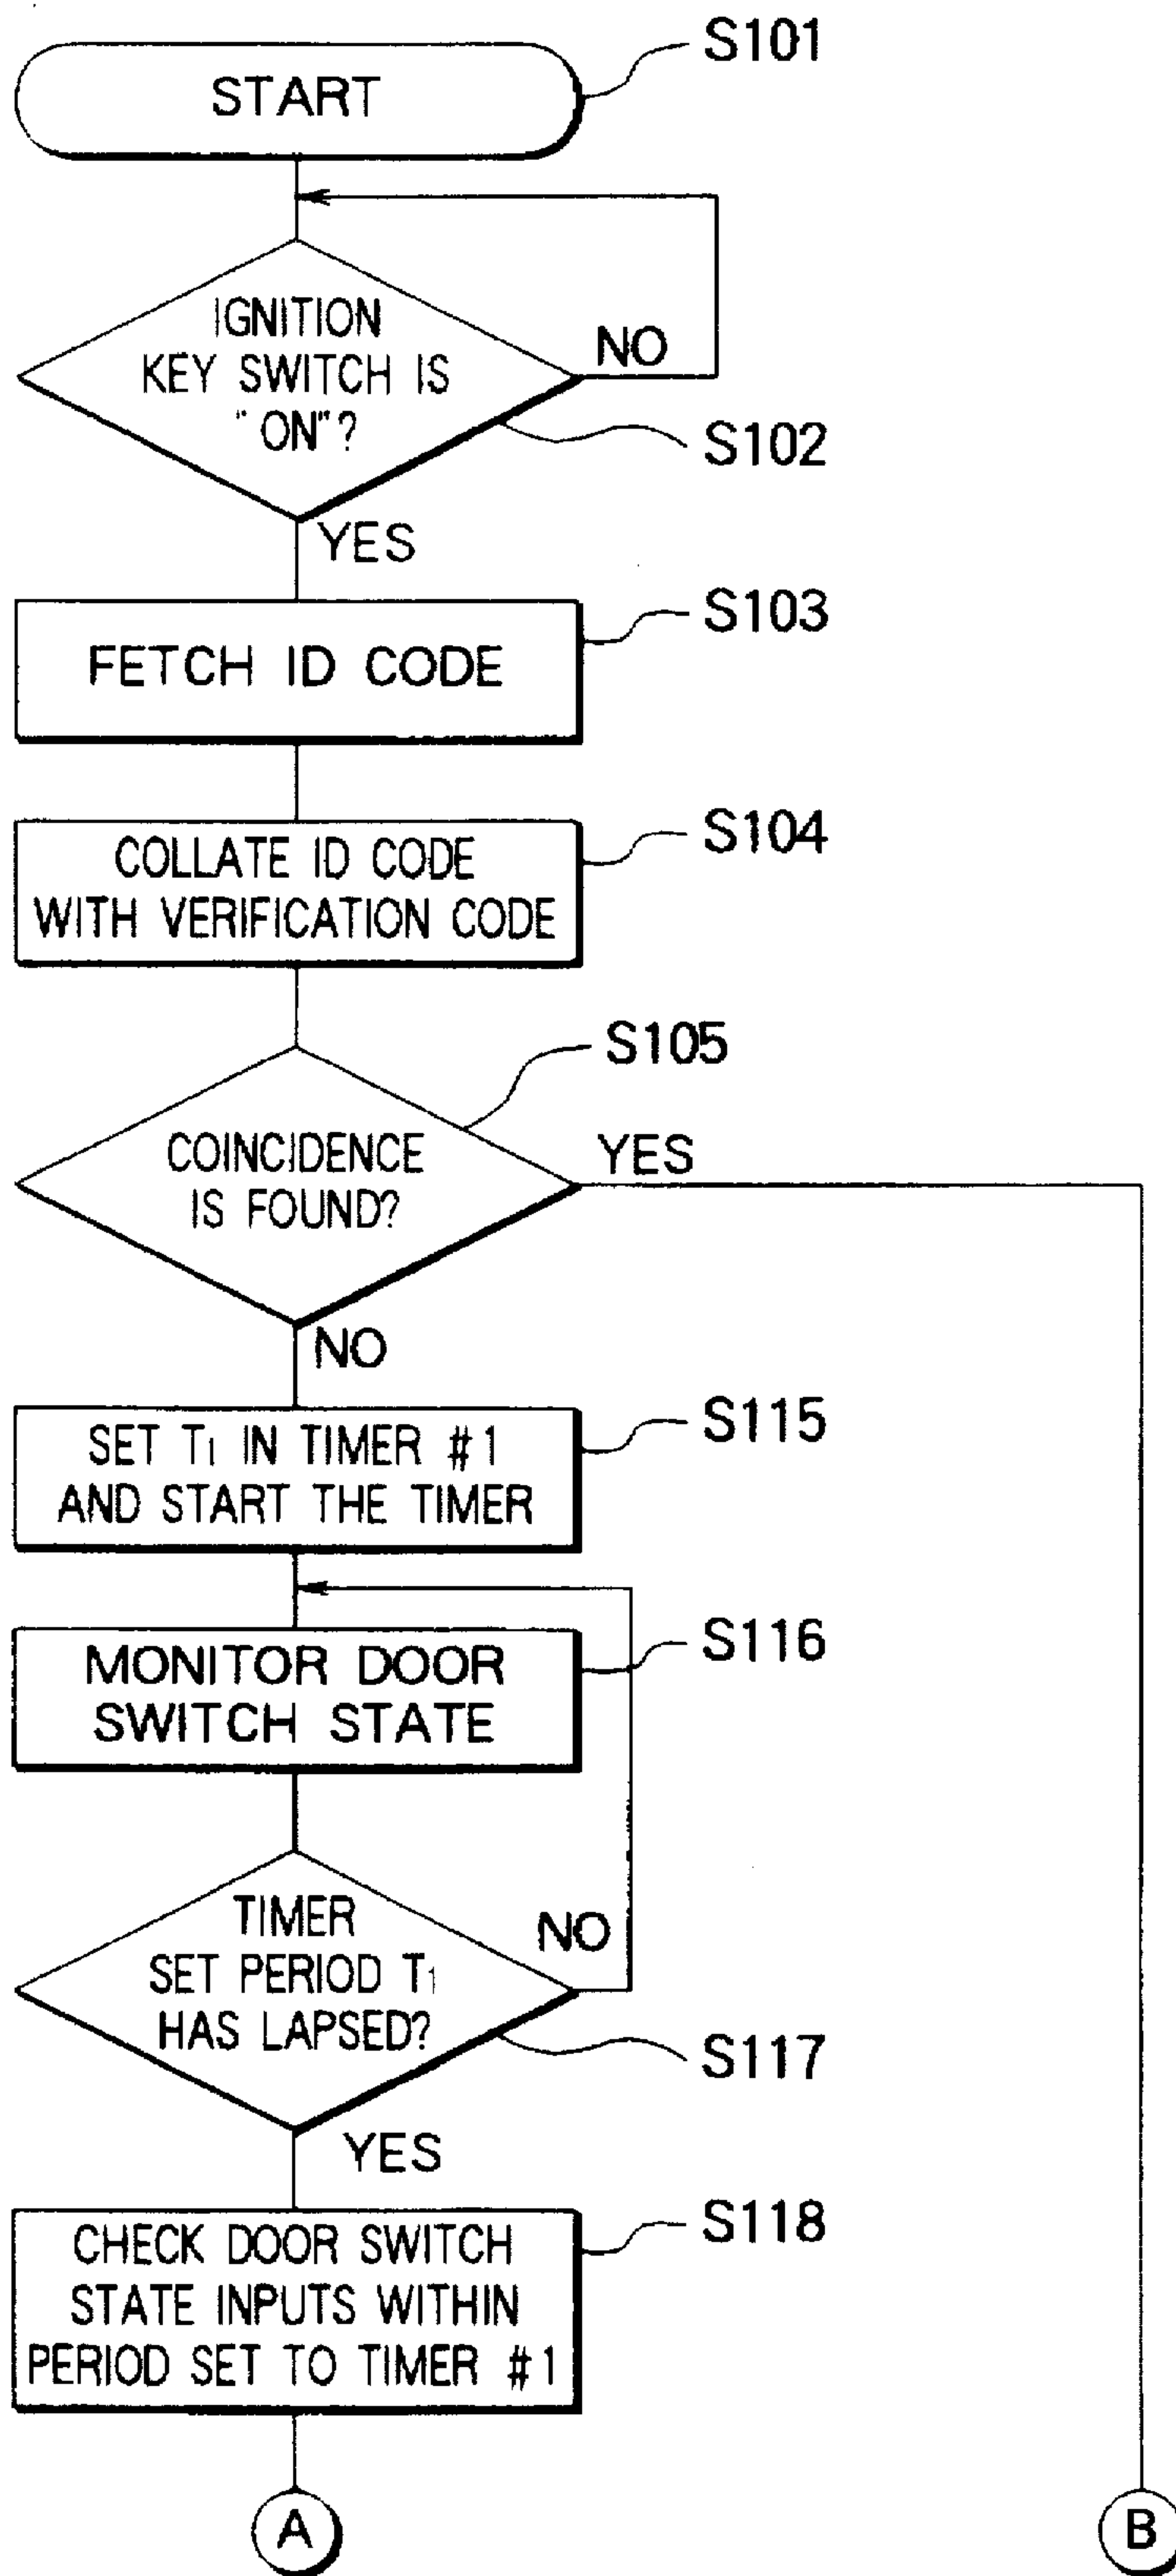 START
S101
IGNITION
KEY SWITCH IS
"ON"?
NO
S102
YES
FETCH ID CODE
S103
COLLATE ID CODE
WITH VERIFICATION CODE
S104
S105
COINCIDENCE
IS FOUND?
YES
NO
SET T1 IN TIMER #1
AND START THE TIMER
S115
MONITOR DOOR
SWITCH STATE
S116
TIMER
SET PERIOD T1
HAS LAPSED?
NO
S117
YES
CHECK DOOR SWITCH
STATE INPUTS WITHIN
PERIOD SET TO TIMER #1
S118
A
B